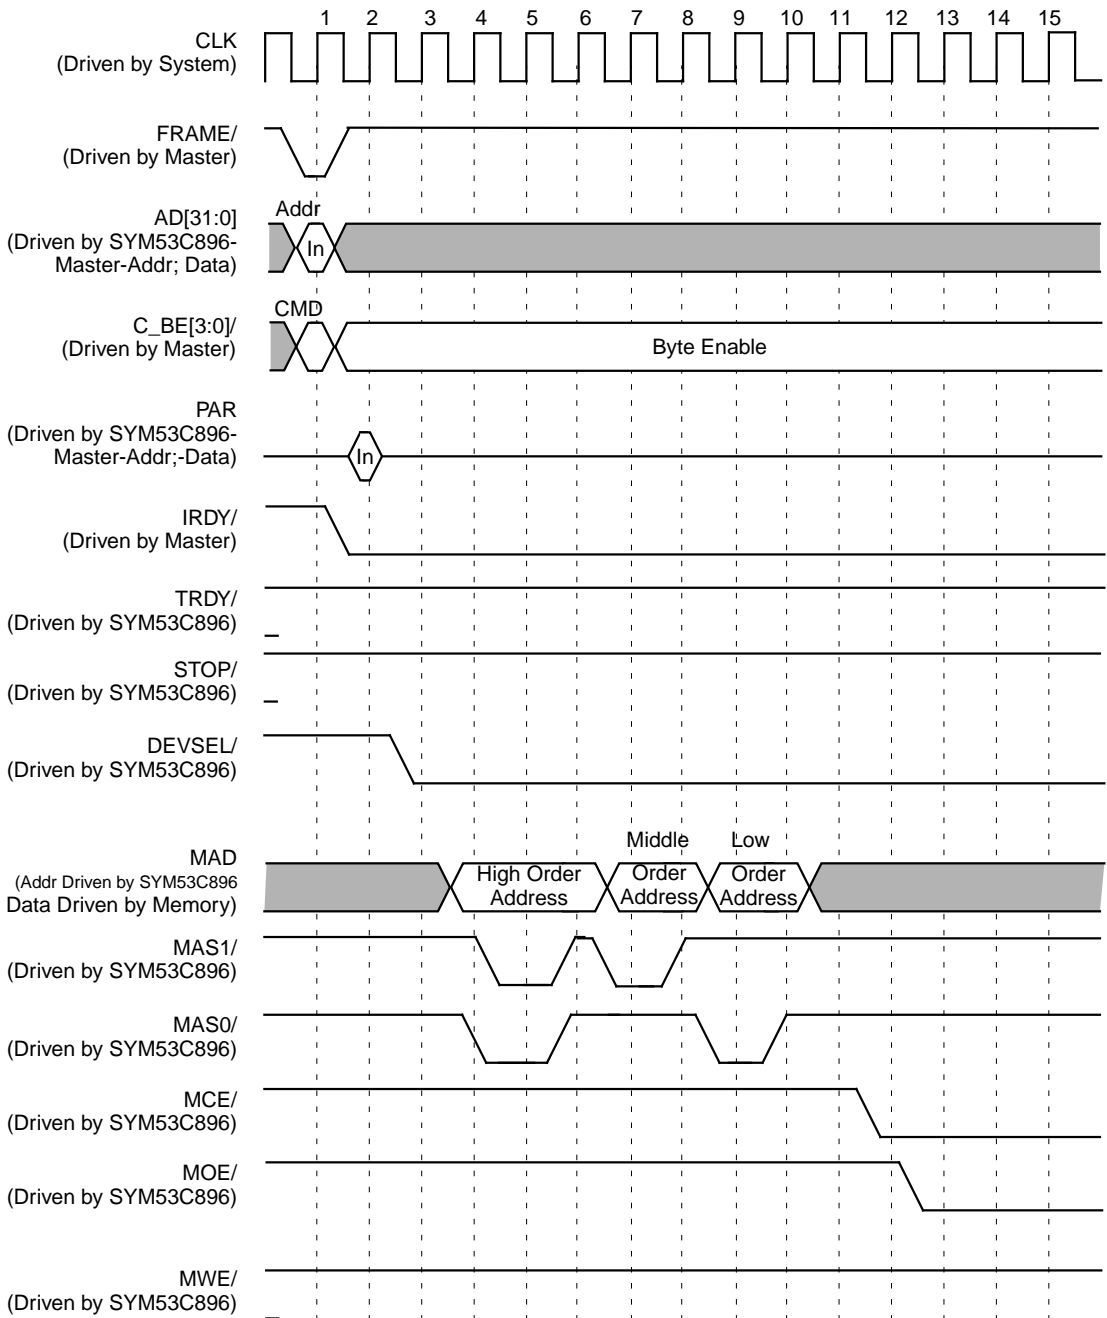 1 2 3 4 5 6 7 8 9 10 11 12 13 14 15
CLK
(Driven by System)
FRAME/
(Driven by Master)
Addr
AD[31:0]
(Driven by SYM53C896-
Master-Addr; Data)
In
CMD
C_BE[3:0]/
(Driven by Master)
Byte Enable
PAR
(Driven by SYM53C896-
Master-Addr;-Data)
In
IRDY/
(Driven by Master)
TRDY/
(Driven by SYM53C896)
STOP/
(Driven by SYM53C896)
DEVSEL/
(Driven by SYM53C896)
MAD
(Addr Driven by SYM53C896
Data Driven by Memory)
High Order
Address
Middle
Order
Address
Low
Order
Address
MAS1/
(Driven by SYM53C896)
MAS0/
(Driven by SYM53C896)
MCE/
(Driven by SYM53C896)
MOE/
(Driven by SYM53C896)
MWE/
(Driven by SYM53C896)